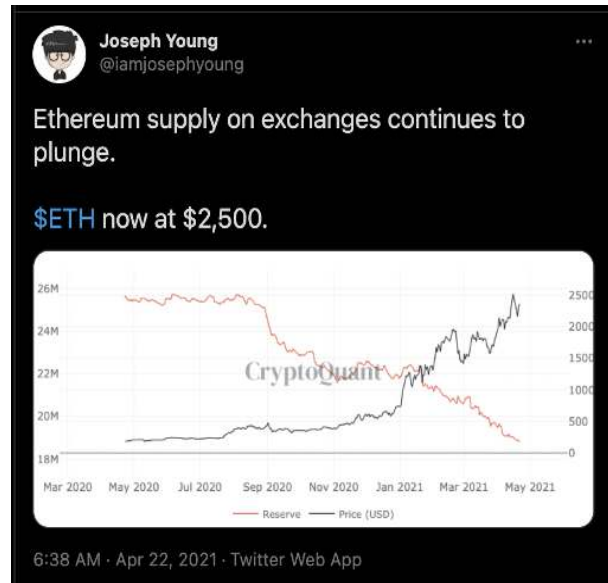 Joseph Young
@iamjosephyoung
Ethereum supply on exchanges continues to
plunge.
$ETH now at $2,500.
26M
24M
22M
20M
18M
2500
2000
1500
1000
500
0
CryptoQuant
Mar 2020 May 2020 Jul 2020 Sep 2020 Nov 2020 Jan 2021 Mar 2021 May 2021
Reserve Price (USD)
6:38 AM · Apr 22, 2021 · Twitter Web App